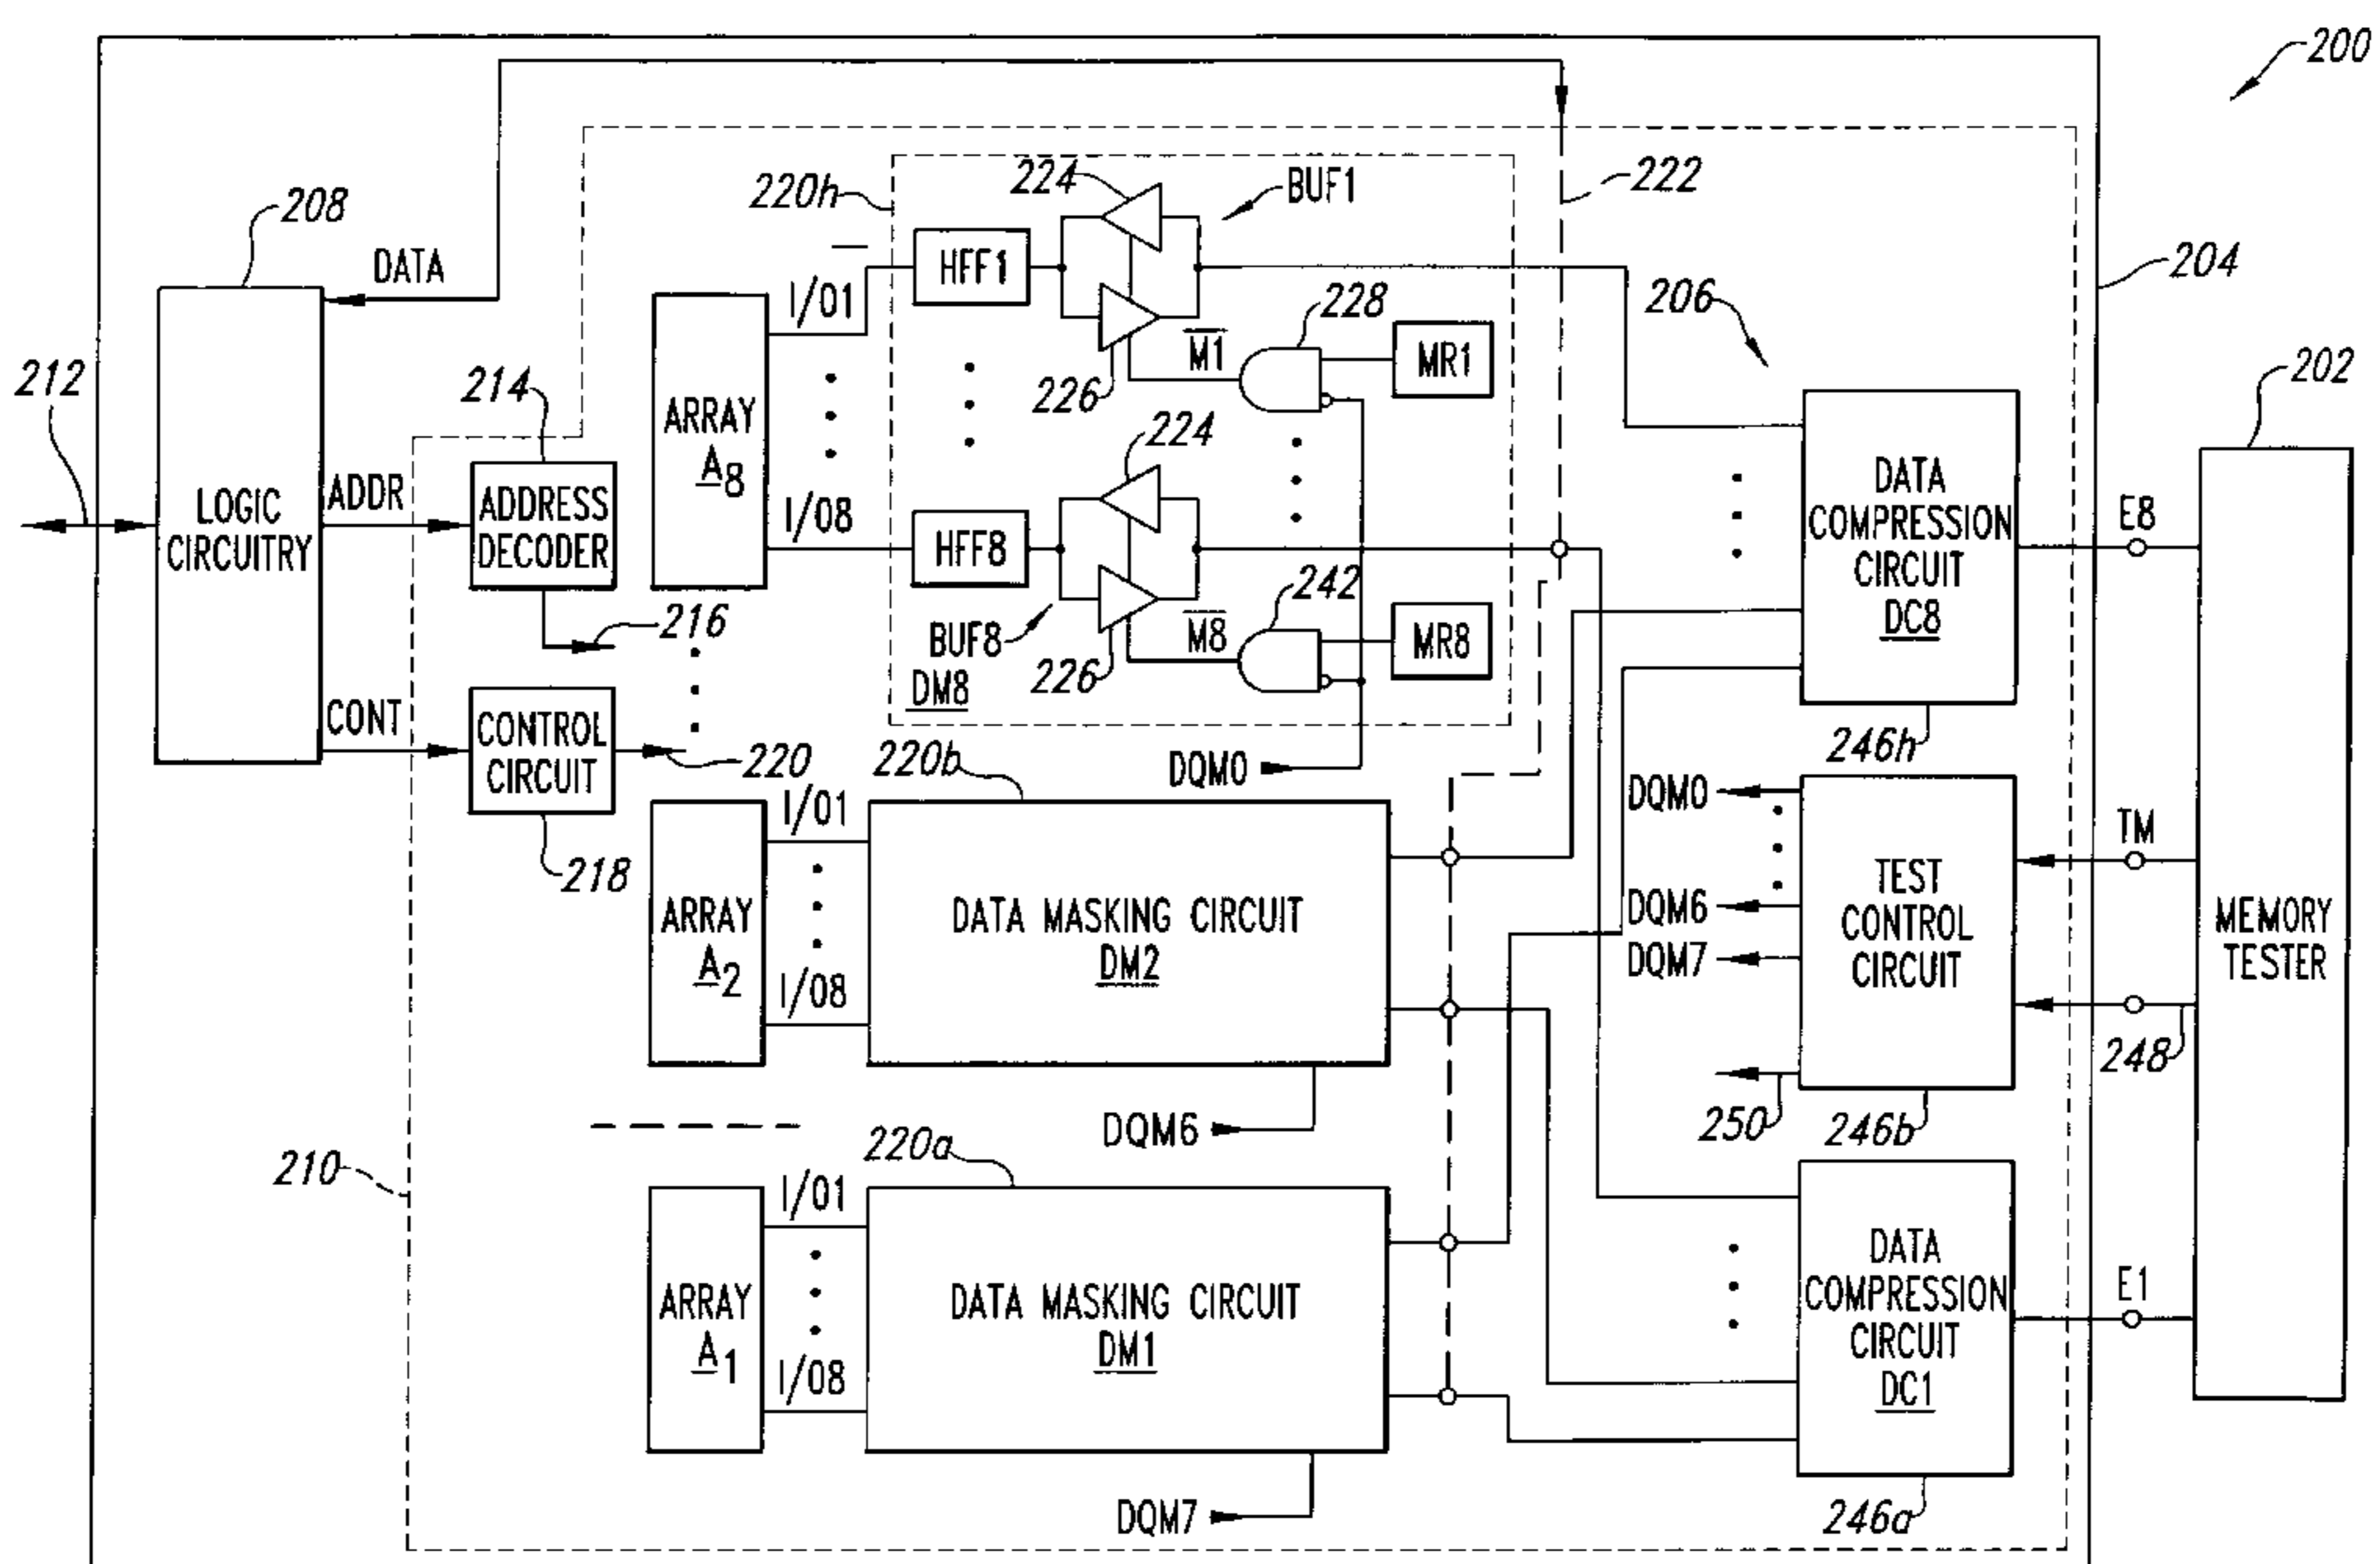 200
208
DATA
220h
224
BUF1
222
204
HFF1
I/01
206
228
M1
MR1
226
212
214
202
ARRAY
A8
224
LOGIC
CIRCUITRY
ADDR
ADDRESS
DECODER
I/08
HFF8
DATA
COMPRESSION
CIRCUIT
DC8
E8
242
216
BUF8
M8
MR8
226
DM8
CONT
CONTROL
CIRCUIT
220
220b
DQM0
246h
218
I/01
ARRAY
A2
I/08
DATA MASKING CIRCUIT
DM2
DQM6
DQM0
DQM6
DQM7
TEST
CONTROL
CIRCUIT
TM
MEMORY
TESTER
248
250
246b
210
220a
I/01
ARRAY
A1
I/08
DATA MASKING CIRCUIT
DM1
DQM7
DATA
COMPRESSION
CIRCUIT
DC1
E1
246a